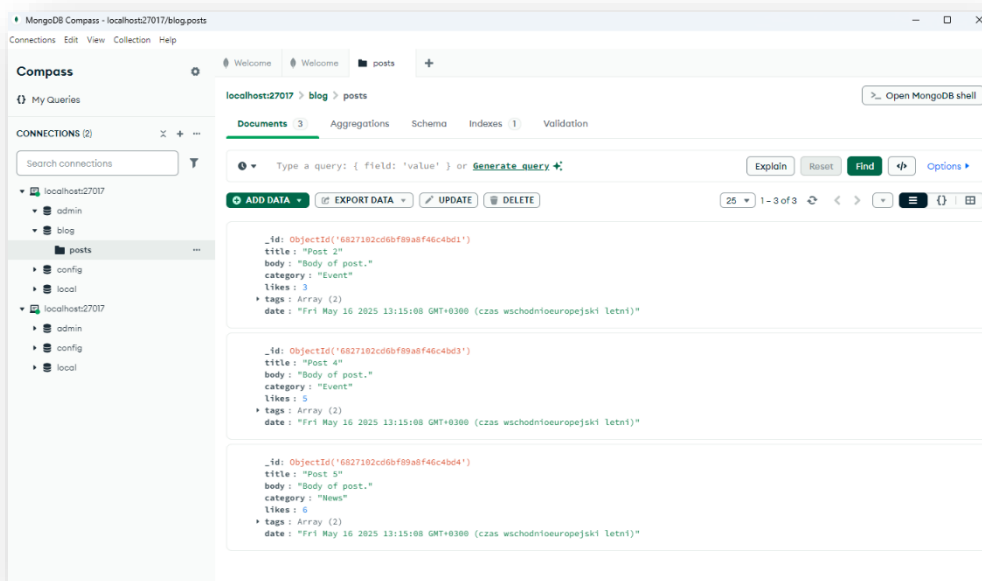 MongoDB Compass - localhost:27017/blog.posts
Connections Edit View Collection Help
Compass
{} My Queries
CONNECTIONS (2)
Search connections
localhost:27017
admin
blog
posts
config
local
localhost:27017
admin
config
local
Welcome Welcome posts
localhost:27017 > blog > posts
>_ Open MongoDB shell
Documents 3 Aggregations Schema Indexes 1 Validation
Type a query: { field: 'value' } or Generate query
Explain Reset Find </> Options
ADD DATA EXPORT DATA UPDATE DELETE
25 1 – 3 of 3 {}
_id: ObjectId('6827102cd6bf89a8f46c4bd1')
title : "Post 2"
body : "Body of post."
category : "Event"
likes : 3
tags : Array (2)
date : "Fri May 16 2025 13:15:08 GMT+0300 (czas wschodnioeuropejski letni)"
_id: ObjectId('6827102cd6bf89a8f46c4bd3')
title : "Post 4"
body : "Body of post."
category : "Event"
likes : 5
tags : Array (2)
date : "Fri May 16 2025 13:15:08 GMT+0300 (czas wschodnioeuropejski letni)"
_id: ObjectId('6827102cd6bf89a8f46c4bd4')
title : "Post 5"
body : "Body of post."
category : "News"
likes : 6
tags : Array (2)
date : "Fri May 16 2025 13:15:08 GMT+0300 (czas wschodnioeuropejski letni)"